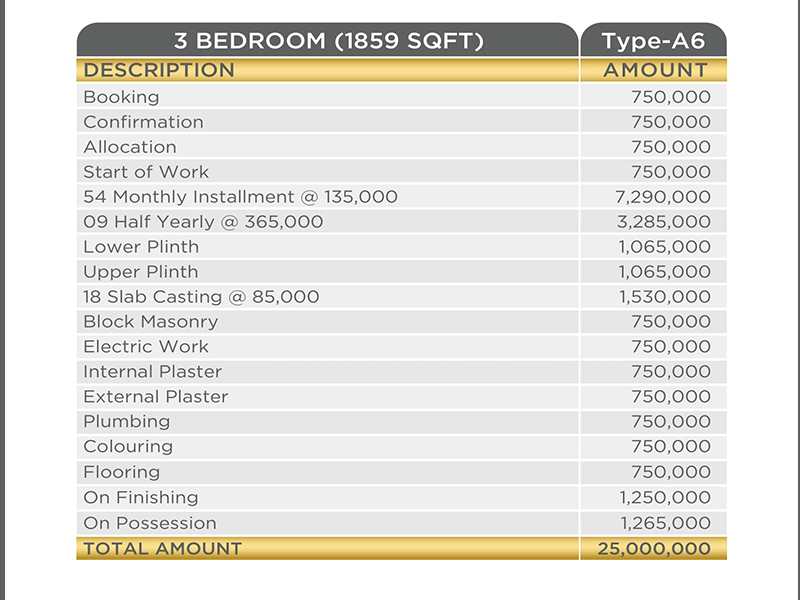 3 BEDROOM (1859 SQFT) Type-A6
DESCRIPTION AMOUNT
Booking 750,000
Confirmation 750,000
Allocation 750,000
Start of Work 750,000
54 Monthly Installment @ 135,000 7,290,000
09 Half Yearly @ 365,000 3,285,000
Lower Plinth 1,065,000
Upper Plinth 1,065,000
18 Slab Casting @ 85,000 1,530,000
Block Masonry 750,000
Electric Work 750,000
Internal Plaster 750,000
External Plaster 750,000
Plumbing 750,000
Colouring 750,000
Flooring 750,000
On Finishing 1,250,000
On Possession 1,265,000
TOTAL AMOUNT 25,000,000